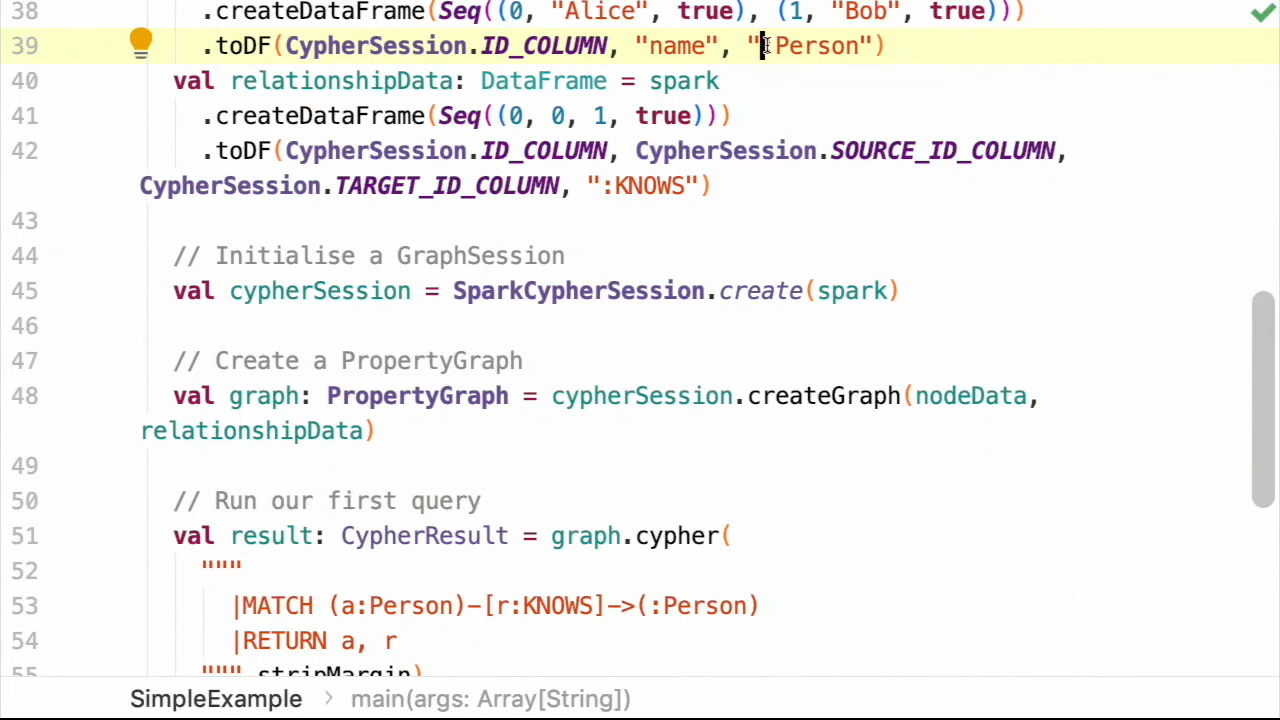 38 .createDataFrame(Seq((0, "Alice", true), (1, "Bob", true)))
39 .toDF(CypherSession.ID_COLUMN, "name", ":Person")
40 val relationshipData: DataFrame = spark
41 .createDataFrame(Seq((0, 0, 1, true)))
42 .toDF(CypherSession.ID_COLUMN, CypherSession.SOURCE_ID_COLUMN,
CypherSession.TARGET_ID_COLUMN, ":KNOWS")
43
44 // Initialise a GraphSession
45 val cypherSession = SparkCypherSession.create(spark)
46
47 // Create a PropertyGraph
48 val graph: PropertyGraph = cypherSession.createGraph(nodeData,
relationshipData)
49
50 // Run our first query
51 val result: CypherResult = graph.cypher(
52 """
53 |MATCH (a:Person)-[r:KNOWS]->(:Person)
54 |RETURN a, r
55 """.stripMargin)
SimpleExample > main(args: Array[String])